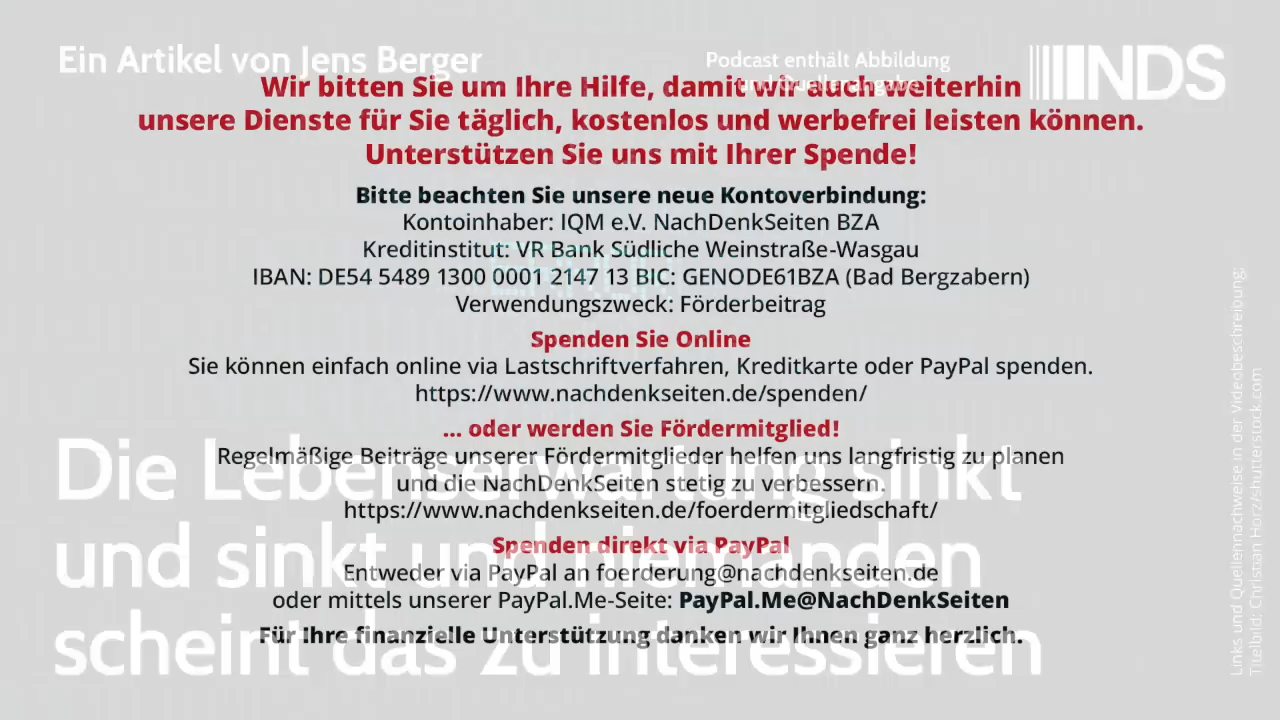 Ein Artikel von Jens Berger
Podcast enthält Abbildung
und Quellenangabe
NDS
Wir bitten Sie um Ihre Hilfe, damit wir auch weiterhin
unsere Dienste für Sie täglich, kostenlos und werbefrei leisten können.
Unterstützen Sie uns mit Ihrer Spende!
Bitte beachten Sie unsere neue Kontoverbindung:
Kontoinhaber: IQM e.V. NachDenkSeiten BZA
Kreditinstitut: VR Bank Südliche Weinstraße-Wasgau
IBAN: DE54 5489 1300 0001 2147 13 BIC: GENODE61BZA (Bad Bergzabern)
Verwendungszweck: Förderbeitrag
Spenden Sie Online
Sie können einfach online via Lastschriftverfahren, Kreditkarte oder PayPal spenden.
https://www.nachdenkseiten.de/spenden/
... oder werden Sie Fördermitglied!
Regelmäßige Beiträge unserer Fördermitglieder helfen uns langfristig zu planen
und die NachDenkSeiten stetig zu verbessern.
https://www.nachdenkseiten.de/foerdermitgliedschaft/
Spenden direkt via PayPal
Entweder via PayPal an foerderung@nachdenkseiten.de
oder mittels unserer PayPal.Me-Seite: PayPal.Me@NachDenkSeiten
Für Ihre finanzielle Unterstützung danken wir Ihnen ganz herzlich.
Die Lebenserwartung sinkt
und sinkt und niemanden
scheint das zu interessieren
Links und Quellennachweise in der Videobeschreibung;
Titelbild: Christian Horz/shutterstock.com